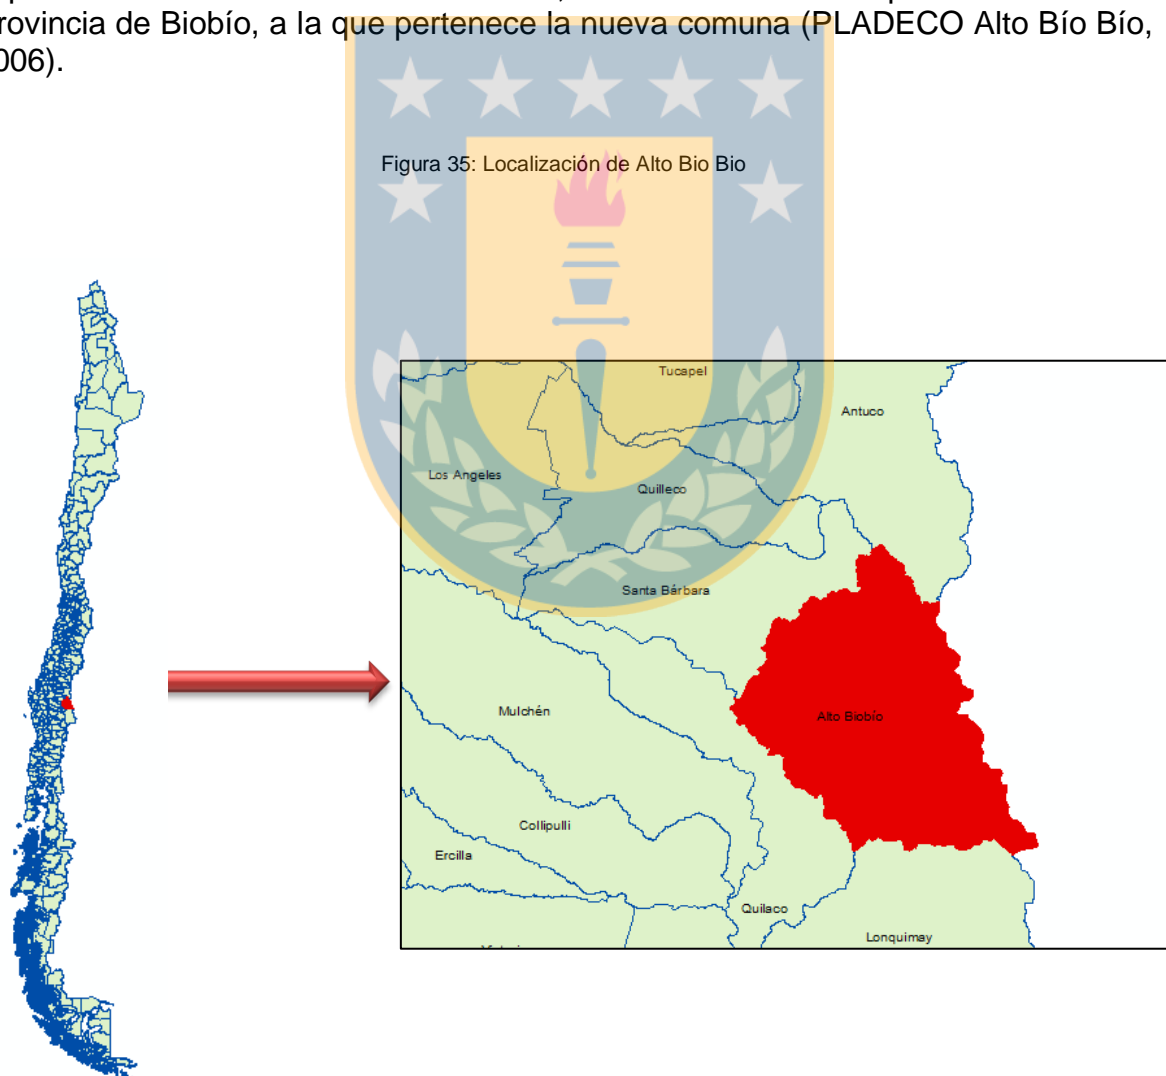 rovincia de Biobío, a la que pertenece la nueva comuna (PLADECO Alto Bío Bío,
006).
Figura 35: Localización de Alto Bio Bio
Tucapel
Antuco
Los Angeles
Quilleco
Santa Bárbara
Alto Biobío
Mulchén
Collipulli
Ercilla
Quilaco
Lonquimay